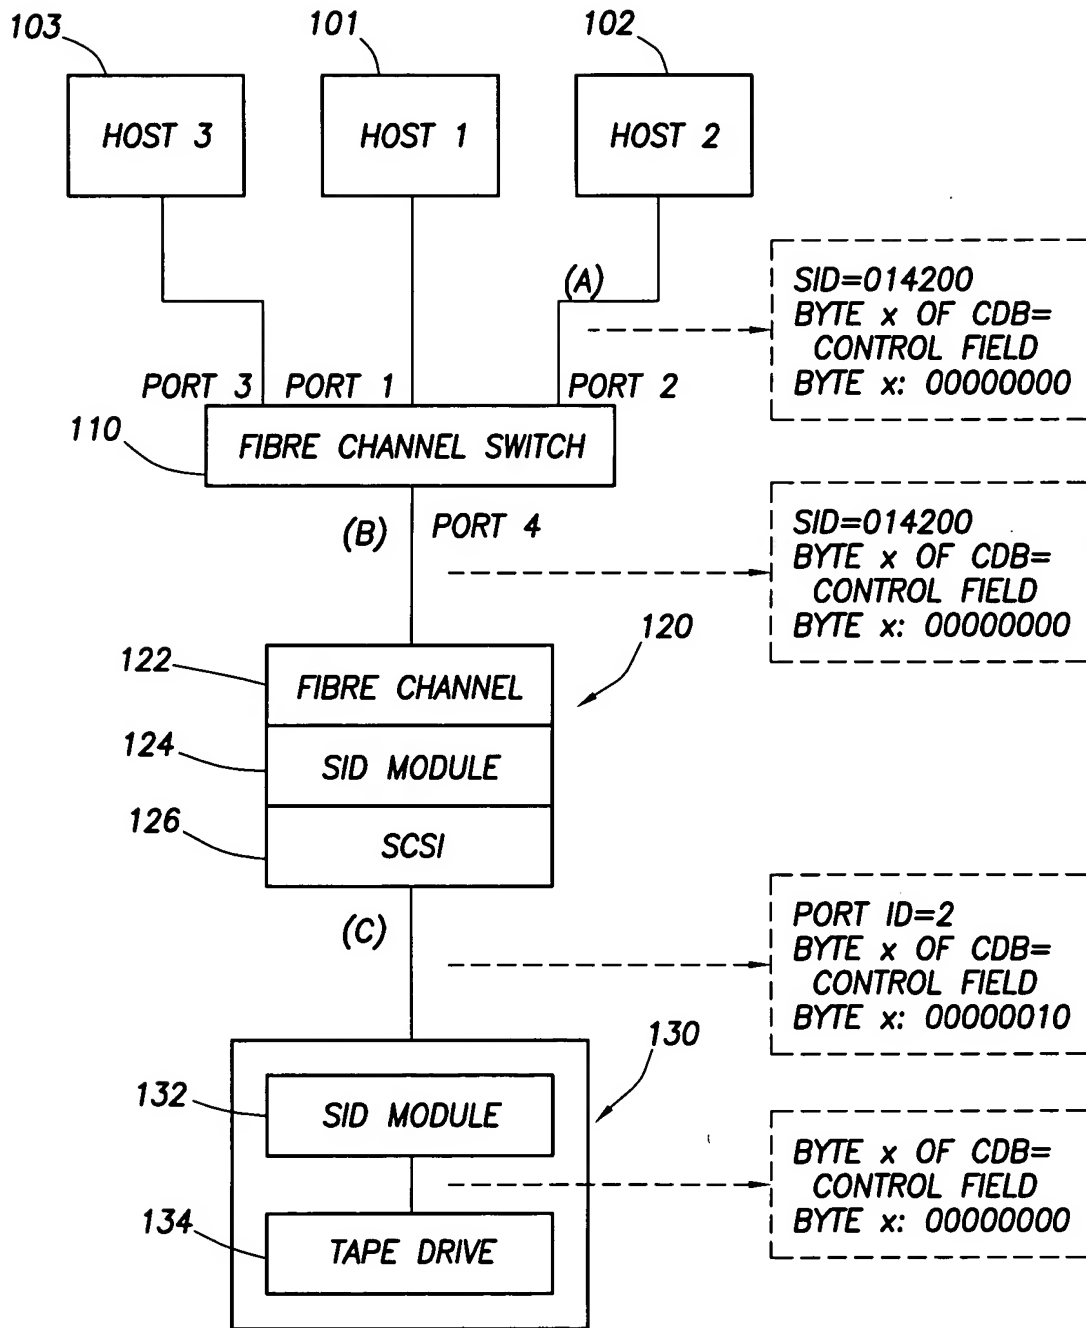 103
101
102
HOST 3
HOST 1
HOST 2
(A)
SID=014200
BYTE x OF CDB=
CONTROL FIELD
BYTE x: 00000000
PORT 3
PORT 1
PORT 2
110
FIBRE CHANNEL SWITCH
(B)
PORT 4
SID=014200
BYTE x OF CDB=
CONTROL FIELD
BYTE x: 00000000
120
122
FIBRE CHANNEL
124
SID MODULE
126
SCSI
(C)
PORT ID=2
BYTE x OF CDB=
CONTROL FIELD
BYTE x: 00000010
130
132
SID MODULE
134
TAPE DRIVE
BYTE x OF CDB=
CONTROL FIELD
BYTE x: 00000000